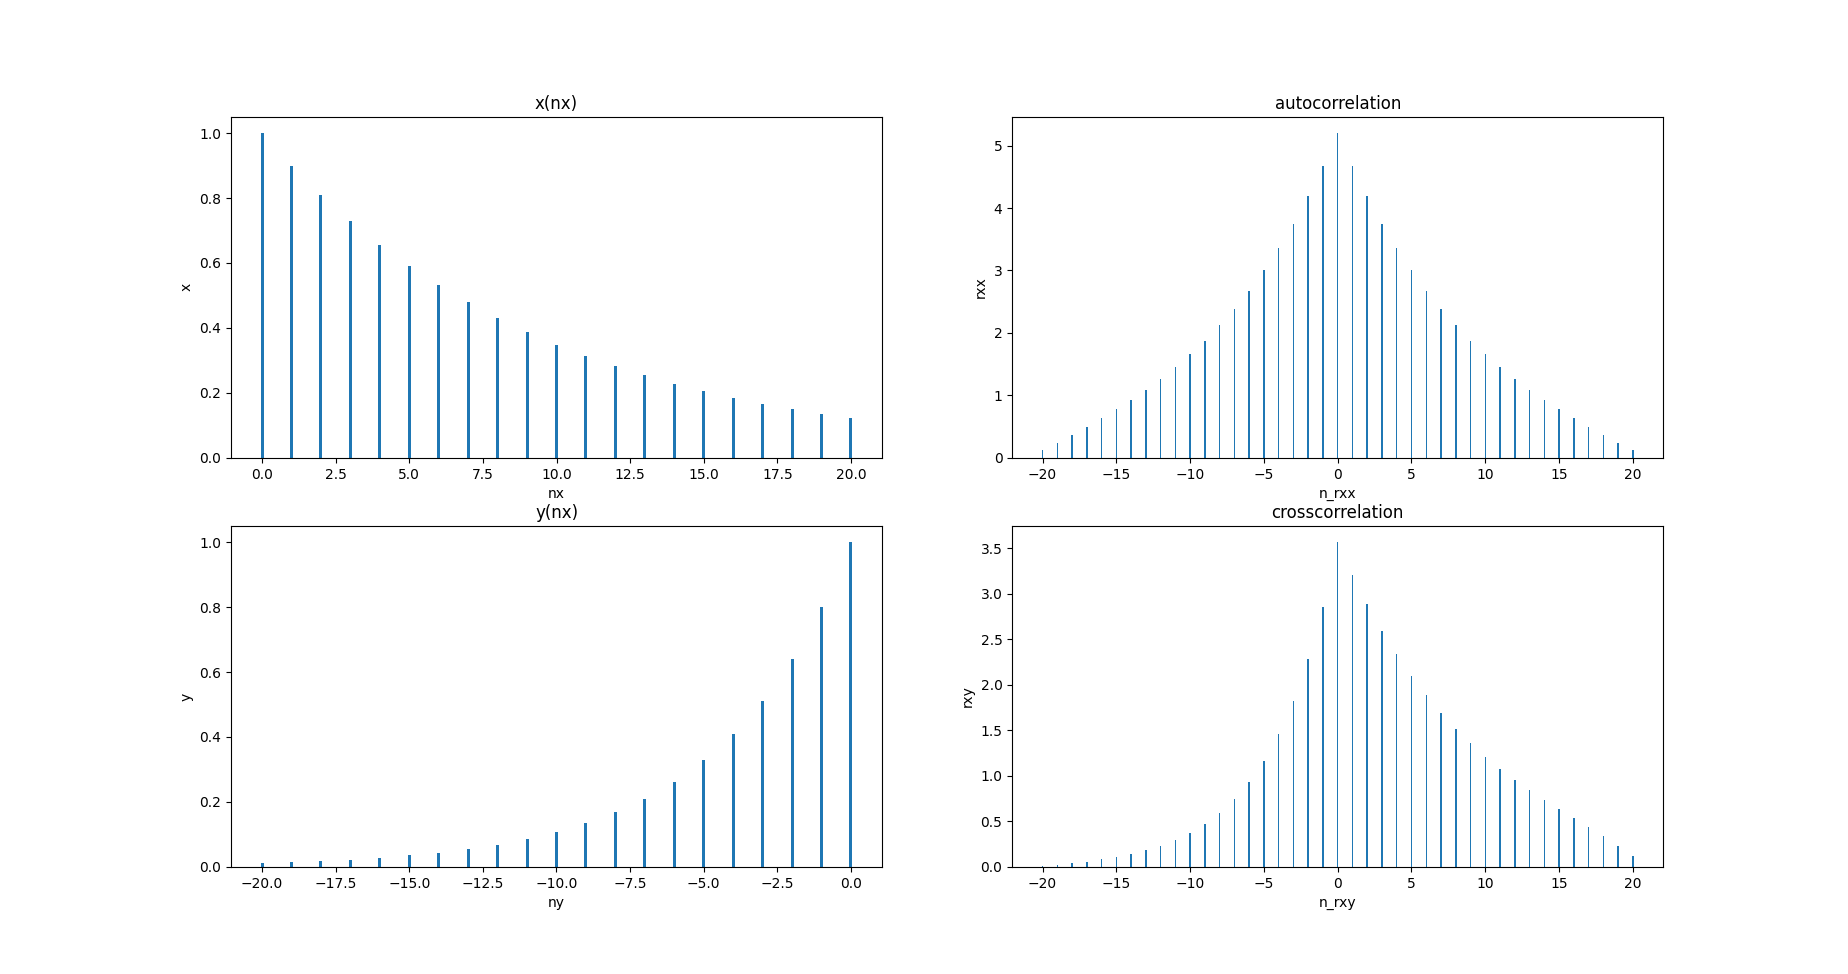 x(nx)
1.0
0.8
0.6
0.4
0.2
0.0
x
0.0 2.5 5.0 7.5 10.0 12.5 15.0 17.5 20.0
nx
autocorrelation
5
4
3
2
1
0
rxx
−20 −15 −10 −5 0 5 10 15 20
n_rxx
y(nx)
1.0
0.8
0.6
0.4
0.2
0.0
y
−20.0 −17.5 −15.0 −12.5 −10.0 −7.5 −5.0 −2.5 0.0
ny
crosscorrelation
3.5
3.0
2.5
2.0
1.5
1.0
0.5
0.0
rxy
−20 −15 −10 −5 0 5 10 15 20
n_rxy